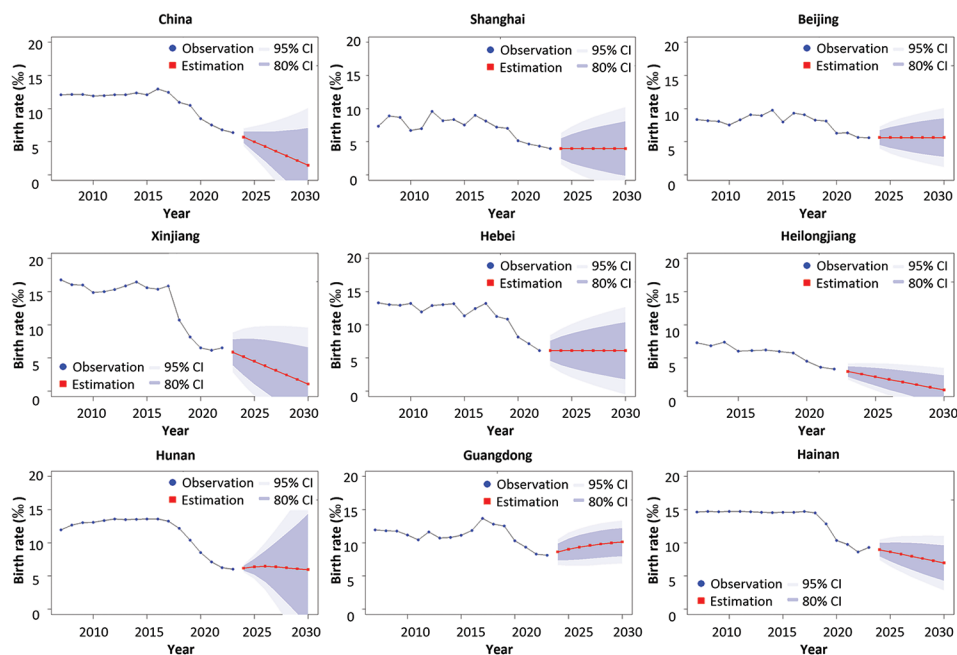 China
Birth rate (‰)
20
15
10
5
0
Observation 95% CI
Estimation 80% CI
2010 2015 2020 2025 2030
Year
Shanghai
Birth rate (‰)
20
15
10
5
0
Observation 95% CI
Estimation 80% CI
2010 2015 2020 2025 2030
Year
Beijing
Birth rate (‰)
20
15
10
5
0
Observation 95% CI
Estimation 80% CI
2010 2015 2020 2025 2030
Year
Xinjiang
Birth rate (‰)
20
15
10
5
0
Observation 95% CI
Estimation 80% CI
2010 2015 2020 2025 2030
Year
Hebei
Birth rate (‰)
20
15
10
5
0
Observation 95% CI
Estimation 80% CI
2010 2015 2020 2025 2030
Year
Heilongjiang
Birth rate (‰)
20
15
10
5
0
Observation 95% CI
Estimation 80% CI
2015 2020 2025 2030
Year
Hunan
Birth rate (‰)
20
15
10
5
0
Observation 95% CI
Estimation 80% CI
2010 2015 2020 2025 2030
Year
Guangdong
Birth rate (‰)
20
15
10
5
0
Observation 95% CI
Estimation 80% CI
2010 2015 2020 2025 2030
Year
Hainan
Birth rate (‰)
20
15
10
5
0
Observation 95% CI
Estimation 80% CI
2010 2015 2020 2025 2030
Year